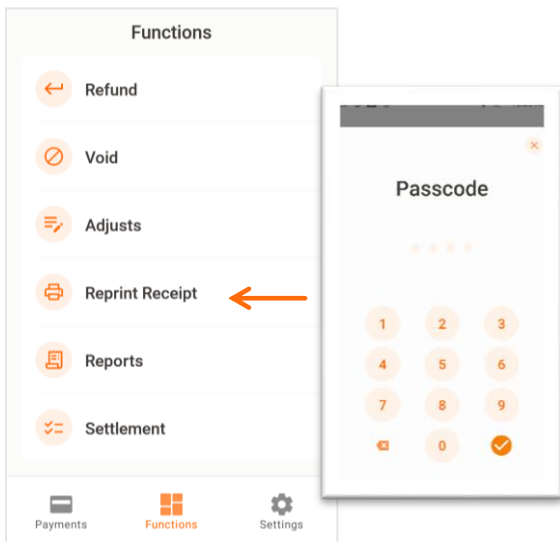 Functions
Refund
Void
Adjusts
Reprint Receipt
Reports
Settlement
Payments Functions Settings
Passcode
1 2 3
4 5 6
7 8 9
0